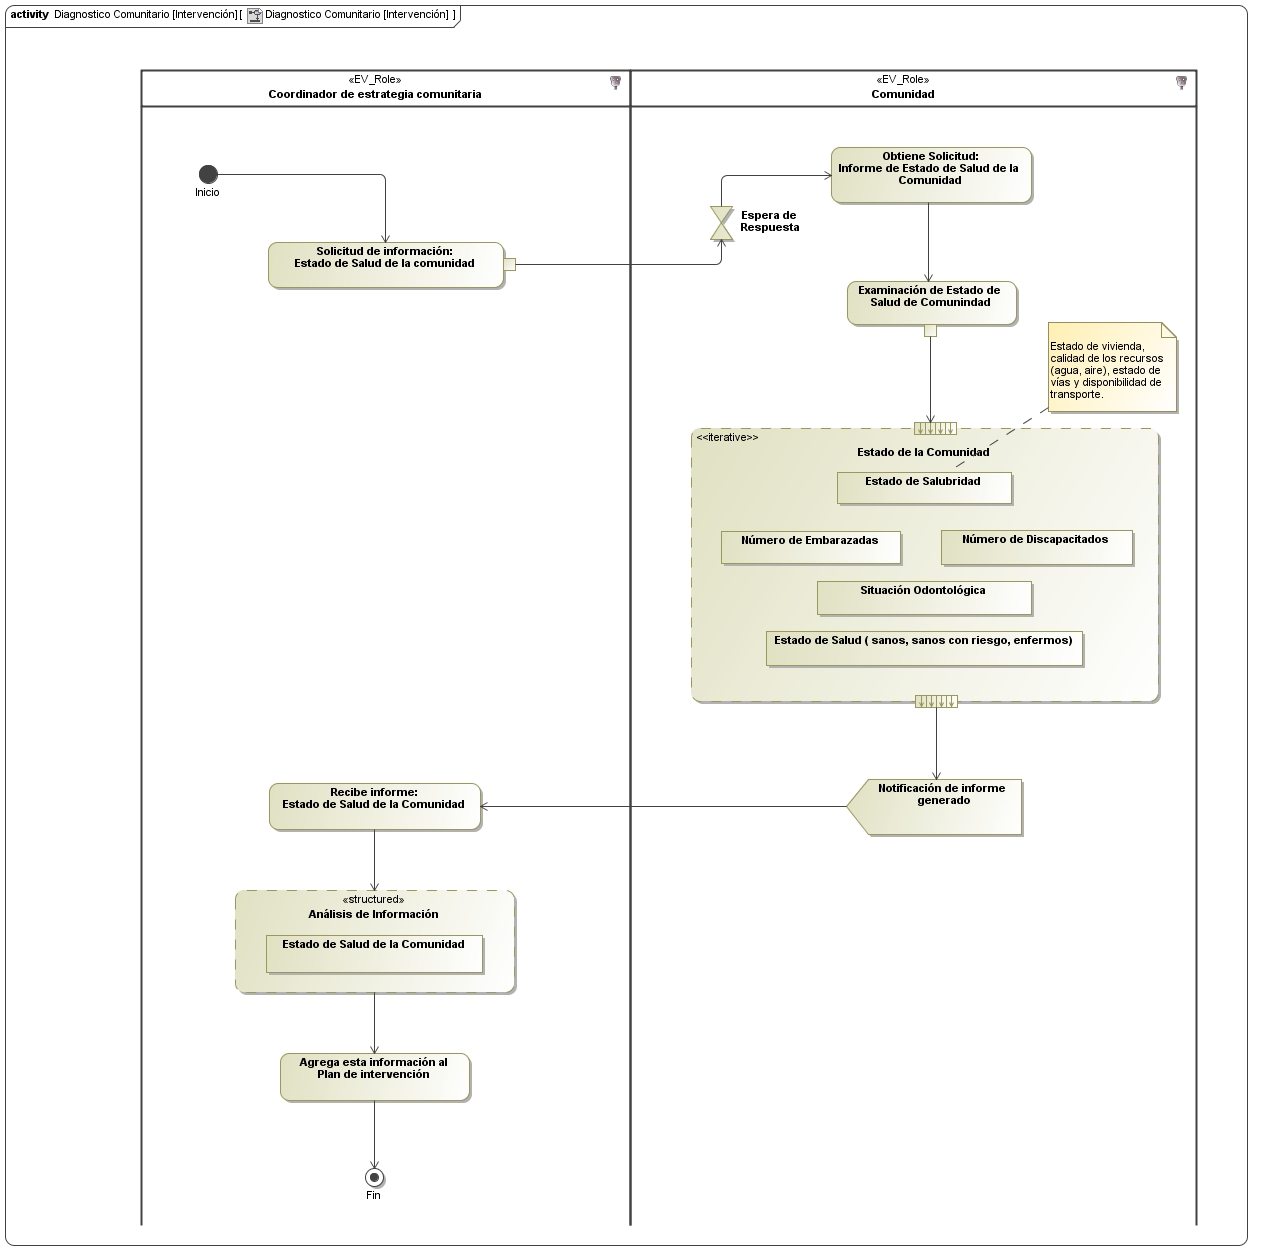 activity Diagnostico Comunitario [Intervención][ Diagnostico Comunitario [Intervención] ]
«EV_Role»
Coordinador de estrategia comunitaria
«EV_Role»
Comunidad
Inicio
Solicitud de información:
Estado de Salud de la comunidad
Espera de
Respuesta
Obtiene Solicitud:
Informe de Estado de Salud de la
Comunidad
Examinación de Estado de
Salud de Comunindad
Estado de vivienda,
calidad de los recursos
(agua, aire), estado de
vías y disponibilidad de
transporte.
<<iterative>>
Estado de la Comunidad
Estado de Salubridad
Número de Embarazadas
Número de Discapacitados
Situación Odontológica
Estado de Salud ( sanos, sanos con riesgo, enfermos)
Notificación de informe
generado
Recibe informe:
Estado de Salud de la Comunidad
«structured»
Análisis de Información
Estado de Salud de la Comunidad
Agrega esta información al
Plan de intervención
Fin